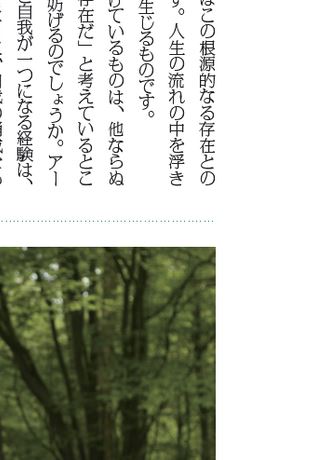 はこの根源的なる存在との
す。人生の流れの中を浮き
生じるものです。
けているものは、他ならぬ
存在だ」と考えているとこ
妨げるのでしょうか。アー
自我が一つになる経験は、